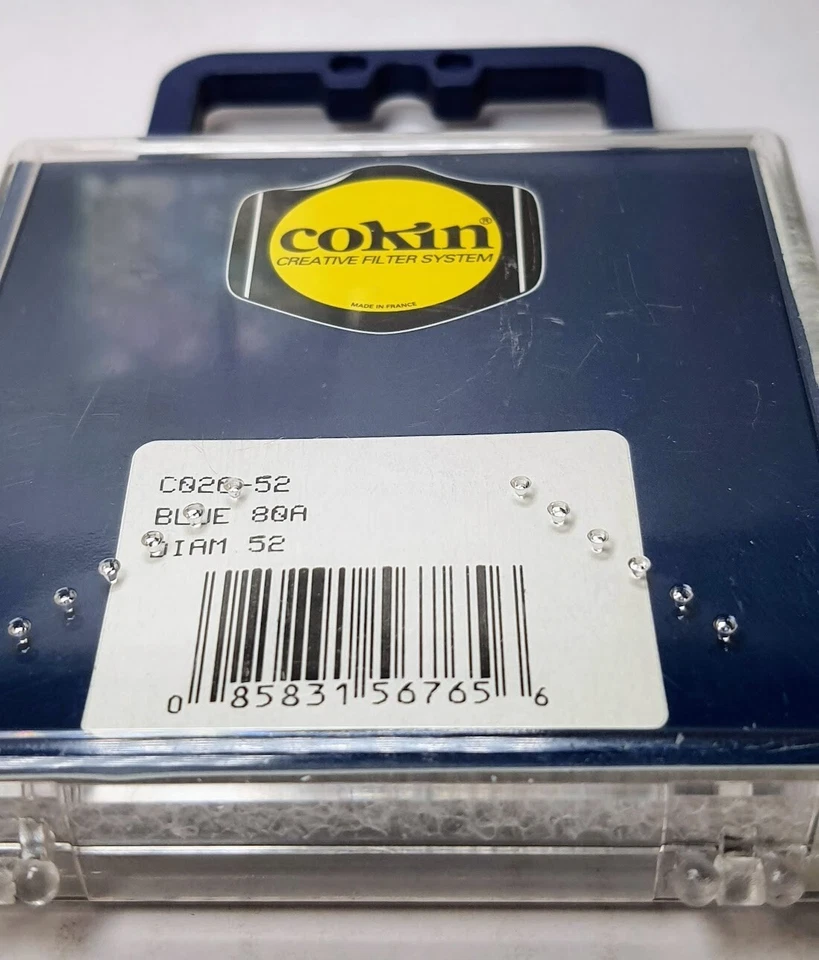 cokin®
CREATIVE FILTER SYSTEM
MADE IN FRANCE
C020-52
BLUE 80A
DIAM 52
0 85831 56765 6